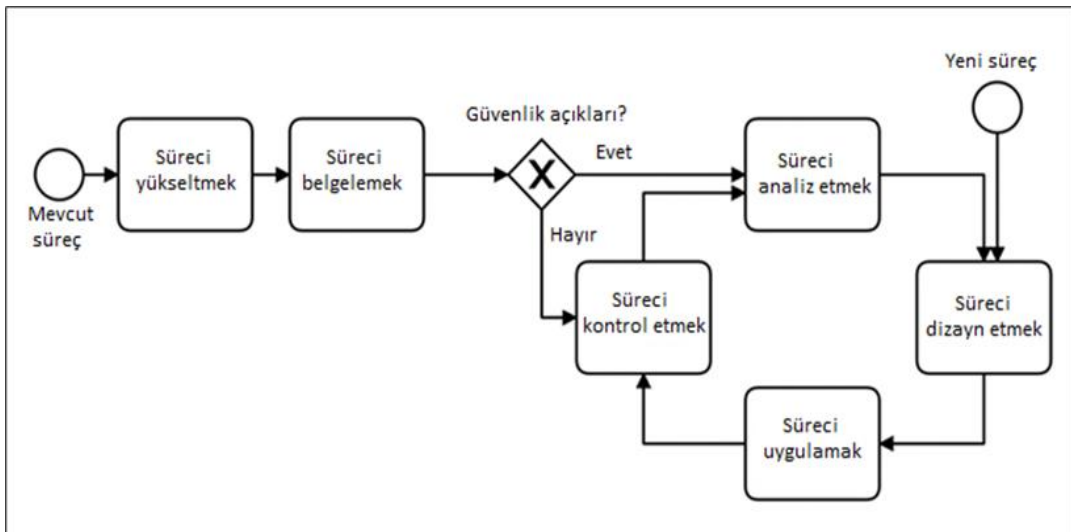 Yeni süreç
Güvenlik açıkları?
Süreci
yükseltmek
Süreci
belgelemek
X
Evet
Süreci
analiz etmek
Mevcut
süreç
Hayır
Süreci
kontrol etmek
Süreci
dizayn etmek
Süreci
uygulamak